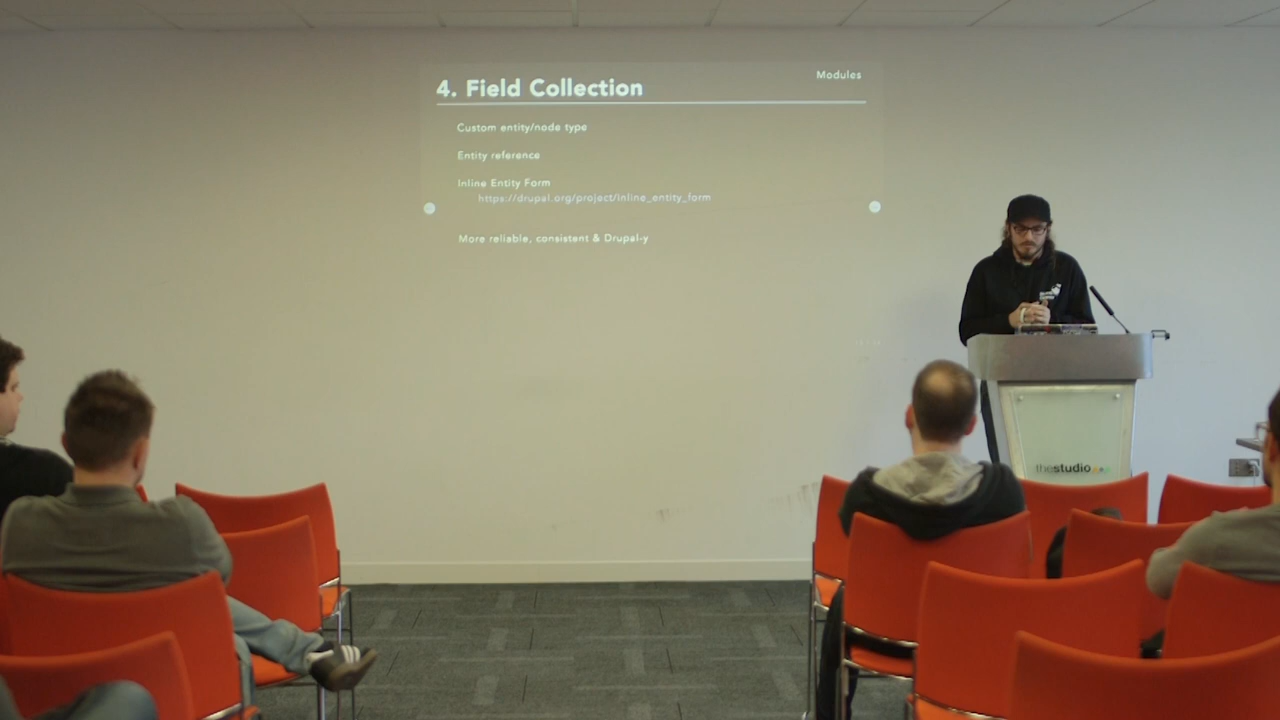 Modules
4. Field Collection
Custom entity/node type
Entity reference
Inline Entity Form
https://drupal.org/project/inline_entity_form
More reliable, consistent & Drupal-y
thestudio